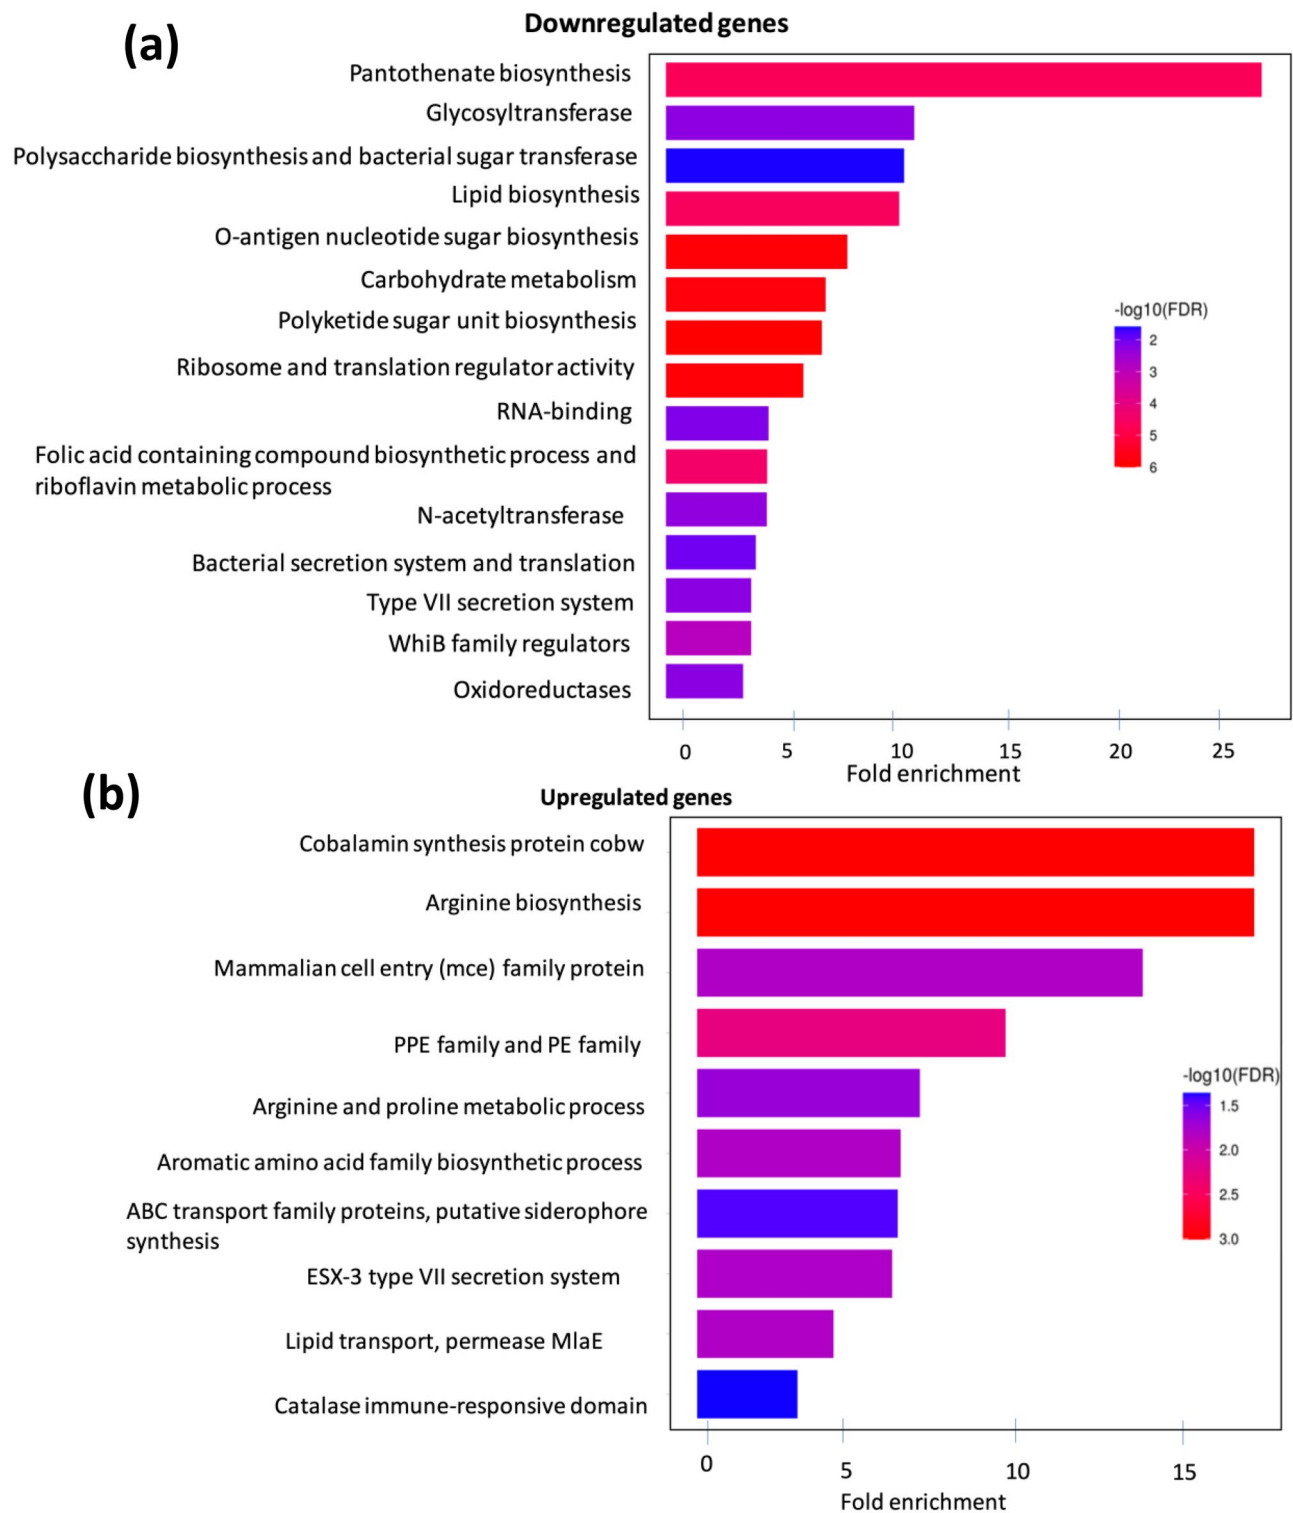 (a)
Downregulated genes
Pantothenate biosynthesis
Glycosyltransferase
Polysaccharide biosynthesis and bacterial sugar transferase
Lipid biosynthesis
O-antigen nucleotide sugar biosynthesis
Carbohydrate metabolism
Polyketide sugar unit biosynthesis
Ribosome and translation regulator activity
RNA-binding
Folic acid containing compound biosynthetic process and
riboflavin metabolic process
N-acetyltransferase
Bacterial secretion system and translation
Type VII secretion system
WhiB family regulators
Oxidoreductases
-log10(FDR)
2
3
4
5
6
0 5 10 15 20 25
Fold enrichment
(b)
Upregulated genes
Cobalamin synthesis protein cobw
Arginine biosynthesis
Mammalian cell entry (mce) family protein
PPE family and PE family
Arginine and proline metabolic process
Aromatic amino acid family biosynthetic process
ABC transport family proteins, putative siderophore
synthesis
ESX-3 type VII secretion system
Lipid transport, permease MlaE
Catalase immune-responsive domain
-log10(FDR)
1.5
2.0
2.5
3.0
0 5 10 15
Fold enrichment